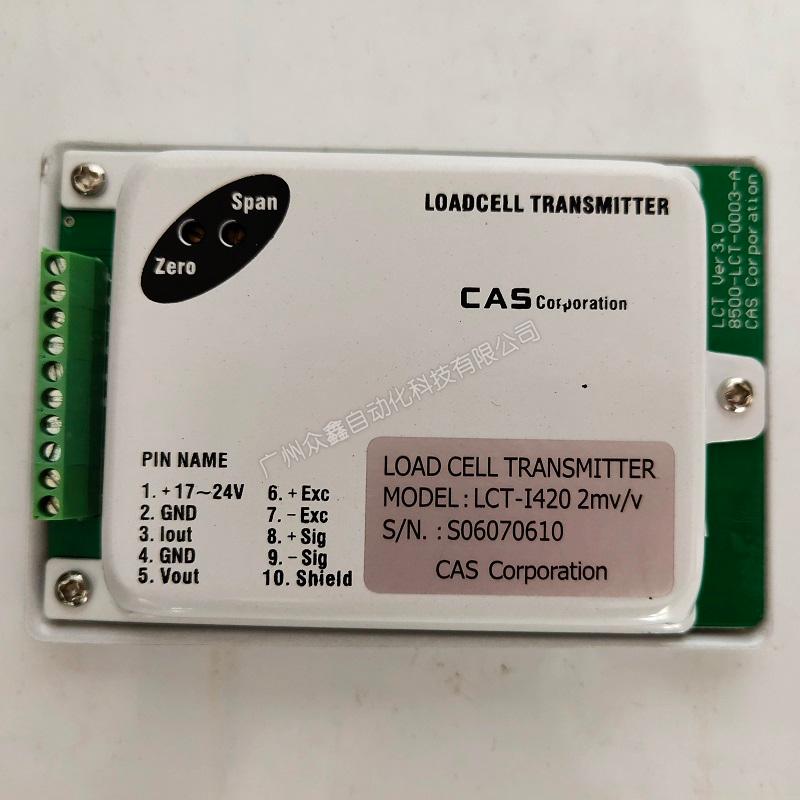 Span
Zero
LOADCELL TRANSMITTER
CAS Corporation
LCT Ver3.0
8500-LCT-0003-A
CAS Corporation
广州众鑫自动化科技有限公司
PIN NAME
1. +17~24V
2. GND
3. Iout
4. GND
5. Vout
6. +Exc
7. -Exc
8. +Sig
9. -Sig
10. Shield
LOAD CELL TRANSMITTER
MODEL : LCT-I420 2mv/v
S/N. : S06070610
CAS Corporation